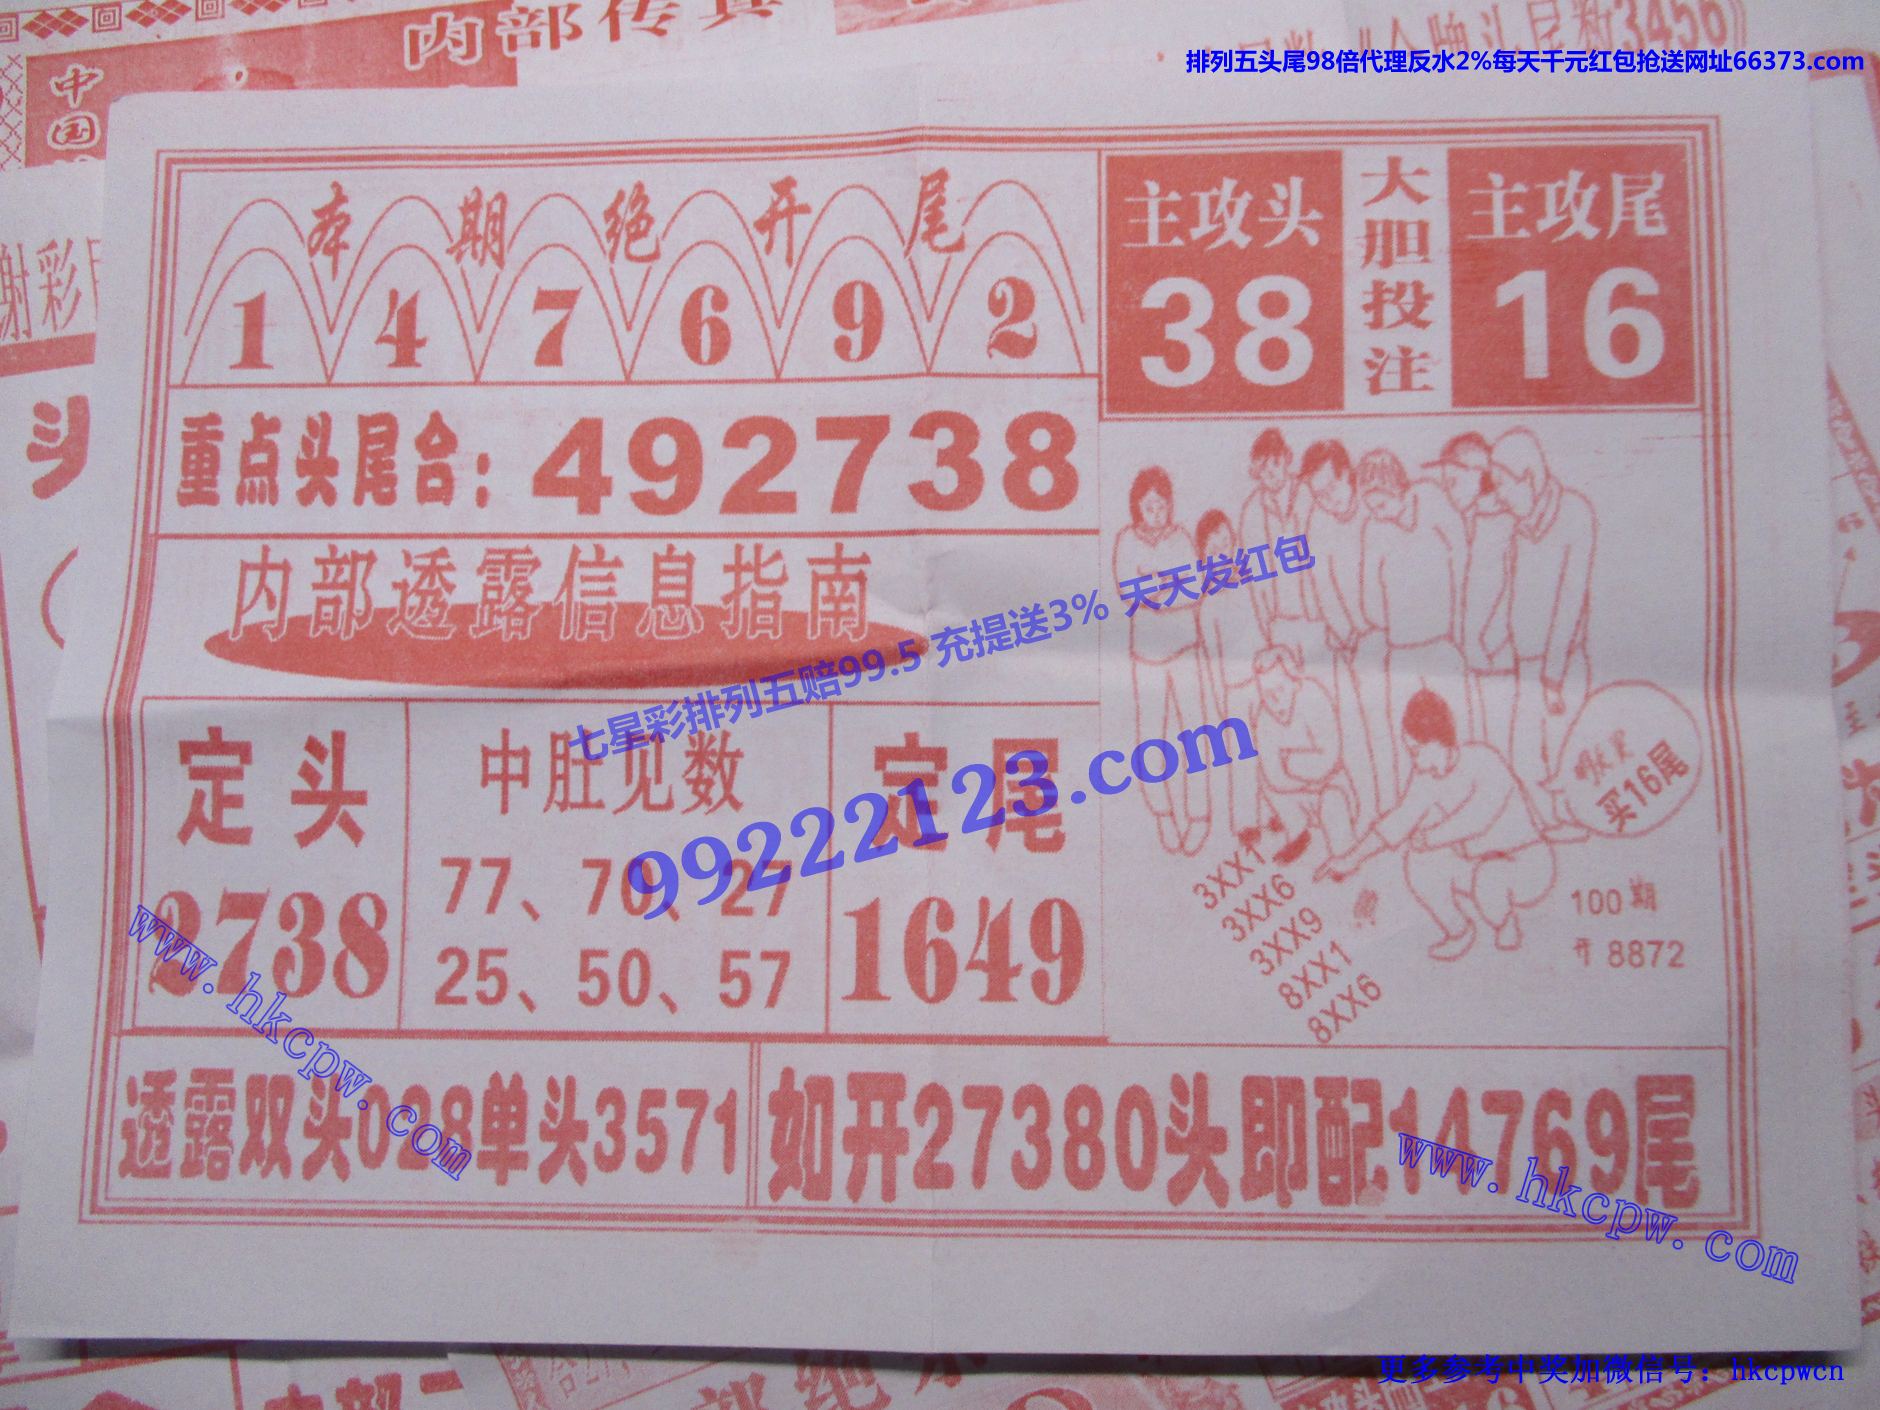 内部传真
中国
排列五头尾98倍代理反水2%每天千元红包抢送网址66373.com
本期绝开尾
1 4 7 6 9 2
主攻头
38
大胆投注
主攻尾
16
重点头尾合：492738
内部透露信息指南
七星彩排列五赔99.5 充提送3% 天天发红包
99222123.com
定头
2738
中肚见数
77、70、27
25、50、57
定尾
1649
买16尾
3XX1
3XX6
3XX9
8XX1
8XX6
100期
开8872
透露双头028单头3571
如开27380头即配14769尾
www.hkcpw.com
www.hkcpw.com
更多参考中奖加微信号：hkcpwcn